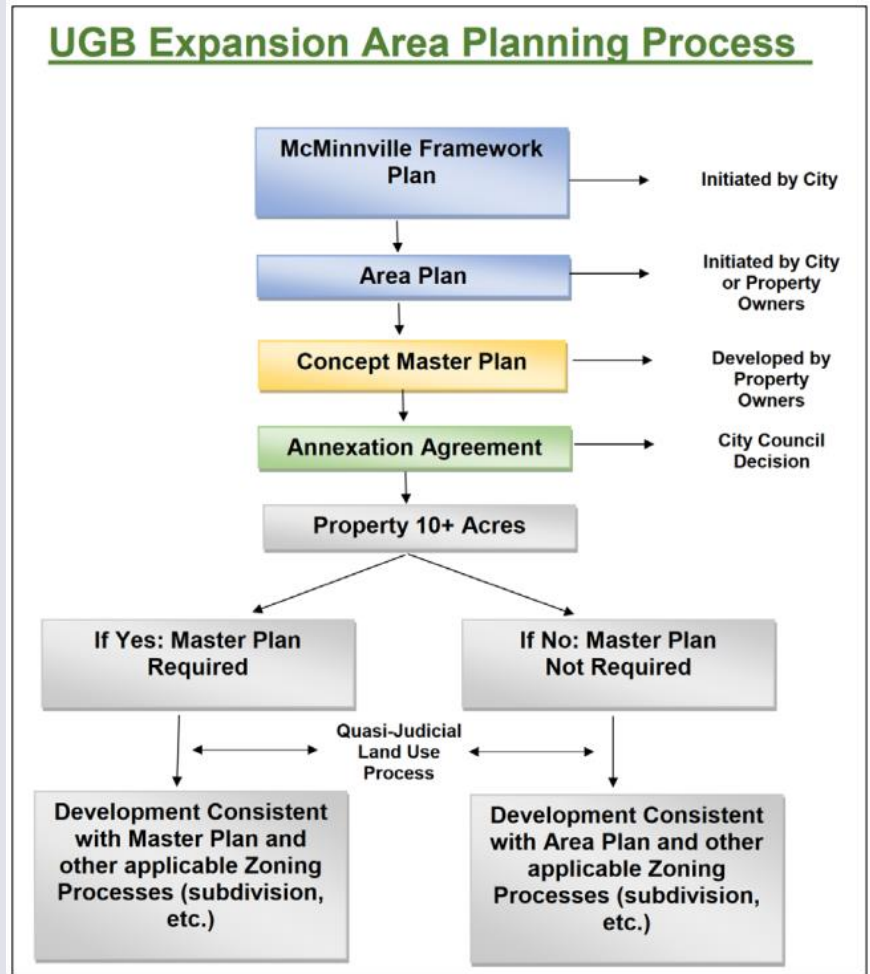 UGB Expansion Area Planning Process
McMinnville Framework
Plan
Initiated by City
Area Plan
Initiated by City
or Property
Owners
Concept Master Plan
Developed by
Property
Owners
Annexation Agreement
City Council
Decision
Property 10+ Acres
If Yes: Master Plan
Required
If No: Master Plan
Not Required
Quasi-Judicial
Land Use
Process
Development Consistent
with Master Plan and
other applicable Zoning
Processes (subdivision,
etc.)
Development Consistent
with Area Plan and other
applicable Zoning
Processes (subdivision,
etc.)